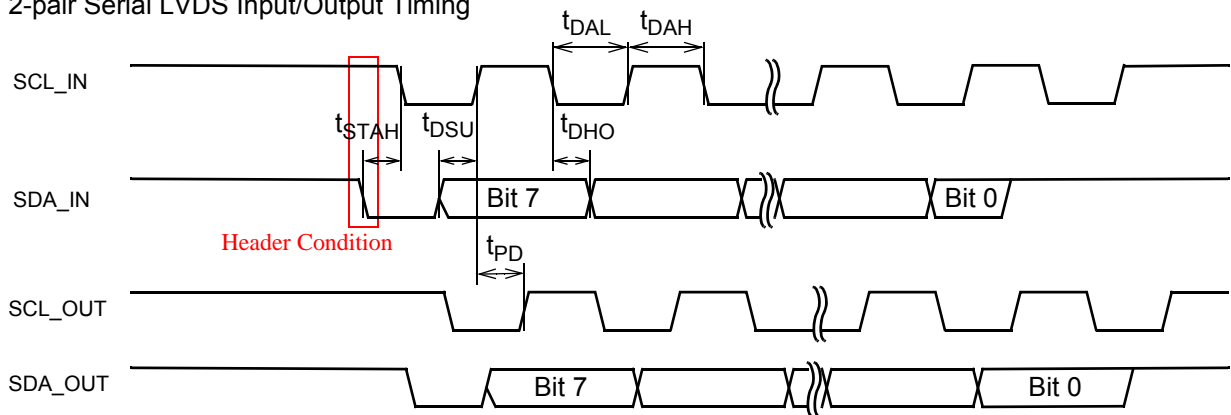 2-pair Serial LVDS Input/Output Timing
tDAL tDAH
SCL_IN
tSTAH tDSU tDHO
SDA_IN Bit 7 Bit 0
Header Condition
tPD
SCL_OUT
SDA_OUT Bit 7 Bit 0